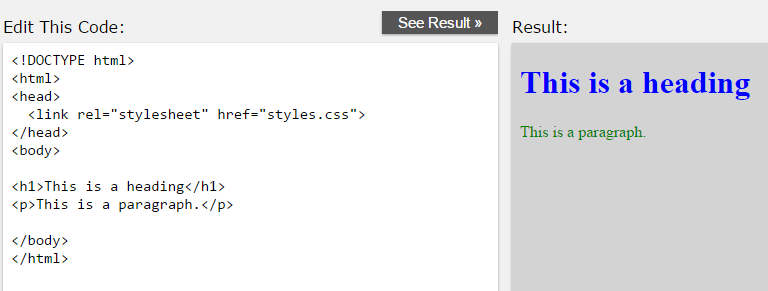 Edit This Code:
See Result »
Result:
<!DOCTYPE html>
<html>
<head>
  <link rel="stylesheet" href="styles.css">
</head>
<body>

<h1>This is a heading</h1>
<p>This is a paragraph.</p>

</body>
</html>
This is a heading
This is a paragraph.